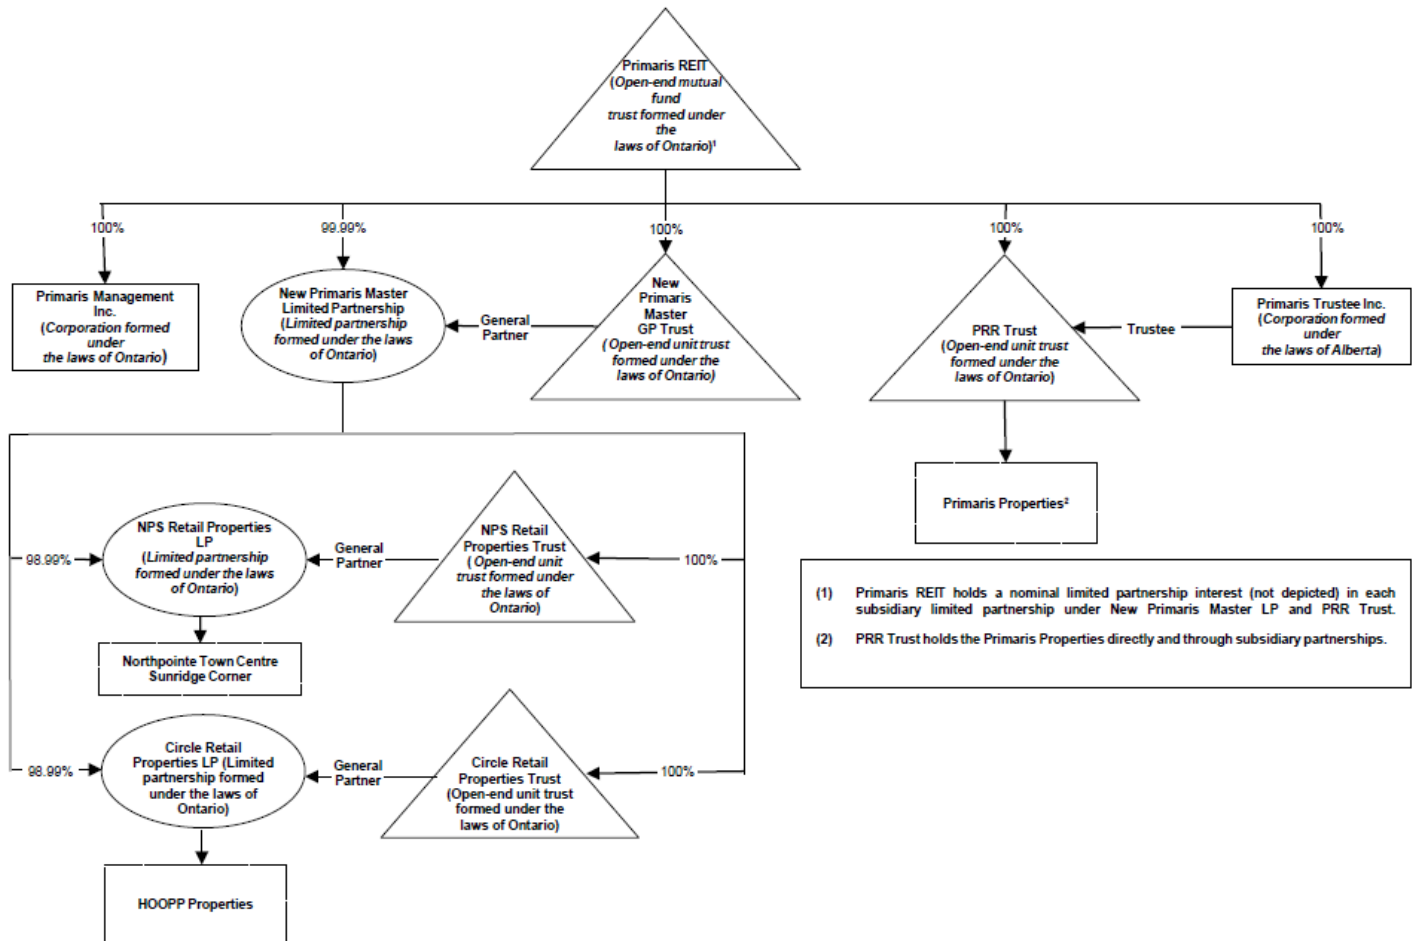 Primaris REIT
(Open-end mutual
fund
trust formed under
the
laws of Ontario)¹
100%
99.99%
100%
100%
100%
Primaris Management
Inc.
(Corporation formed
under
the laws of Ontario)
New Primaris Master
Limited Partnership
(Limited partnership
formed under the laws
of Ontario)
General
Partner
New
Primaris
Master
GP Trust
(Open-end unit trust
formed under the
laws of Ontario)
PRR Trust
(Open-end unit trust
formed under the
laws of Ontario)
Trustee
Primaris Trustee Inc.
(Corporation formed
under
the laws of Alberta)
Primaris Properties²
98.99%
NPS Retail Properties
LP
(Limited partnership
formed under the laws
of Ontario)
General
Partner
NPS Retail
Properties Trust
(Open-end unit
trust formed under
the laws of
Ontario)
100%
Northpointe Town Centre
Sunridge Corner
(1) Primaris REIT holds a nominal limited partnership interest (not depicted) in each
subsidiary limited partnership under New Primaris Master LP and PRR Trust.
(2) PRR Trust holds the Primaris Properties directly and through subsidiary partnerships.
98.99%
Circle Retail
Properties LP (Limited
partnership formed
under the laws of
Ontario)
General
Partner
Circle Retail
Properties Trust
(Open-end unit trust
formed under the
laws of Ontario)
100%
HOOPP Properties